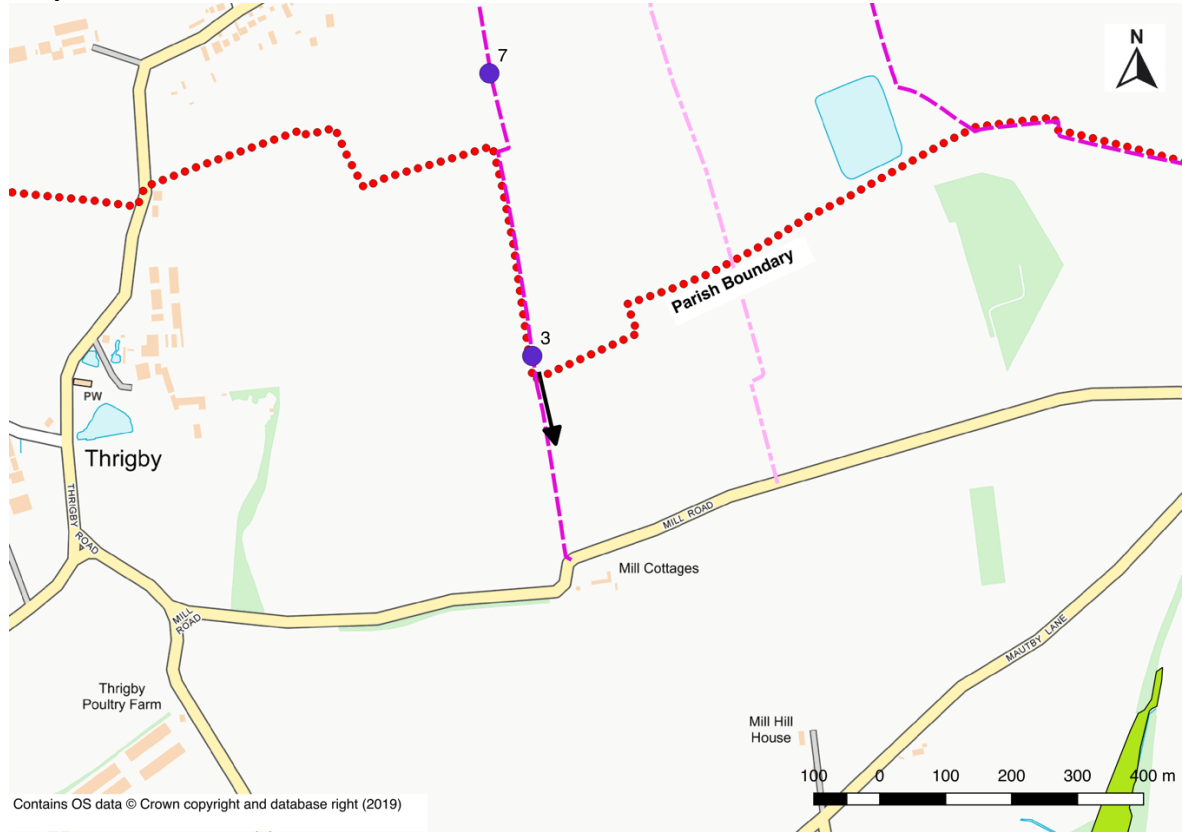 7
N
Parish Boundary
3
PW
Thrigby
THRIGBY ROAD
MILL ROAD
Mill Cottages
MILL
ROAD
MAUTBY LANE
Thrigby
Poultry Farm
Mill Hill
House
100 0 100 200 300 400 m
Contains OS data © Crown copyright and database right (2019)